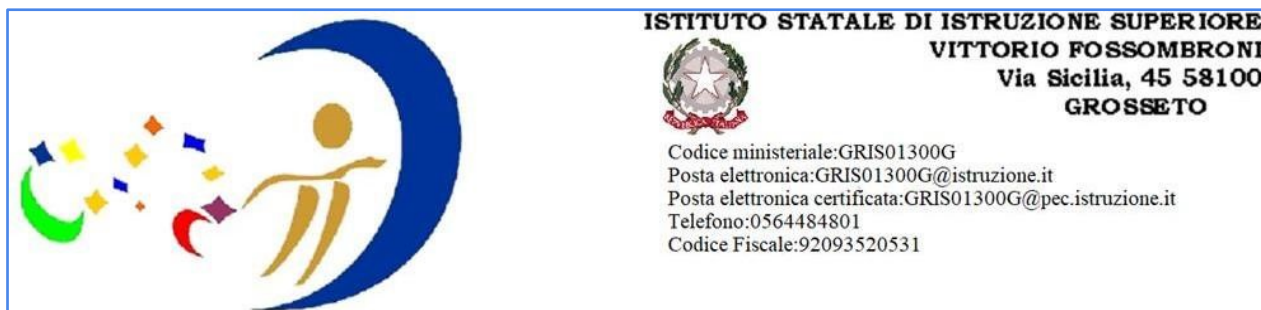 ISTITUTO STATALE DI ISTRUZIONE SUPERIORE
VITTORIO FOSSOMBRONI
Via Sicilia, 45 58100
GROSSETO
Codice ministeriale:GRIS01300G
Posta elettronica:GRIS01300G@istruzione.it
Posta elettronica certificata:GRIS01300G@pec.istruzione.it
Telefono:0564484801
Codice Fiscale:92093520531